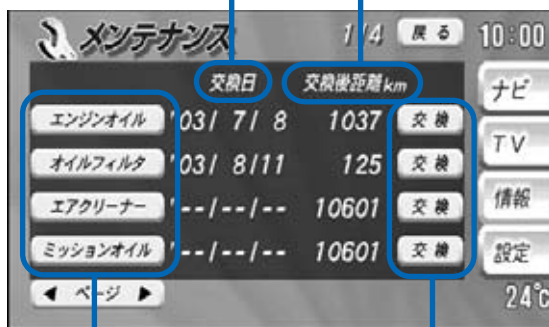 メンテナンス 1/4 戻る 10:00
交換日 交換後距離km ナビ
エンジンオイル '03/ 7/ 8 1037 交換
TV
オイルフィルタ '03/ 8/11 125 交換
エアクリーナー '--/--/-- 10601 交換 情報
ミッションオイル '--/--/-- 10601 交換 設定
◀ ページ ▶ 24℃